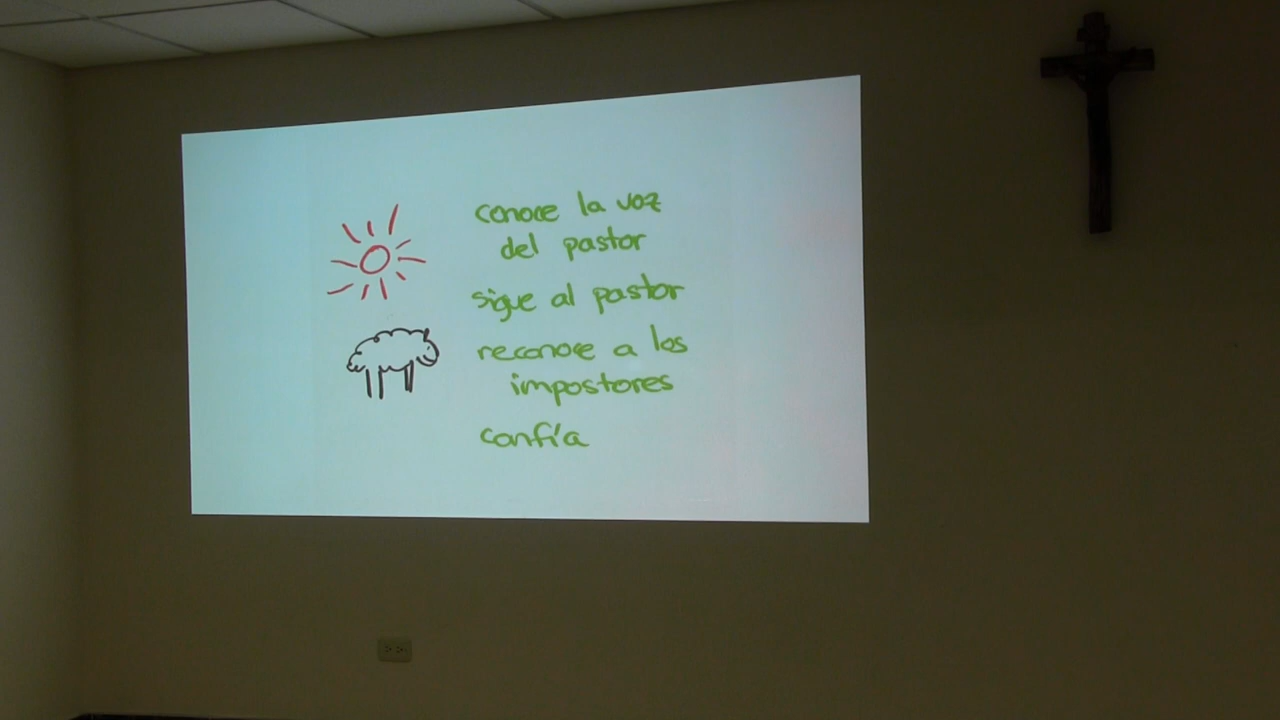 conoce la voz
del pastor
sigue al pastor
reconoce a los
impostores
confía